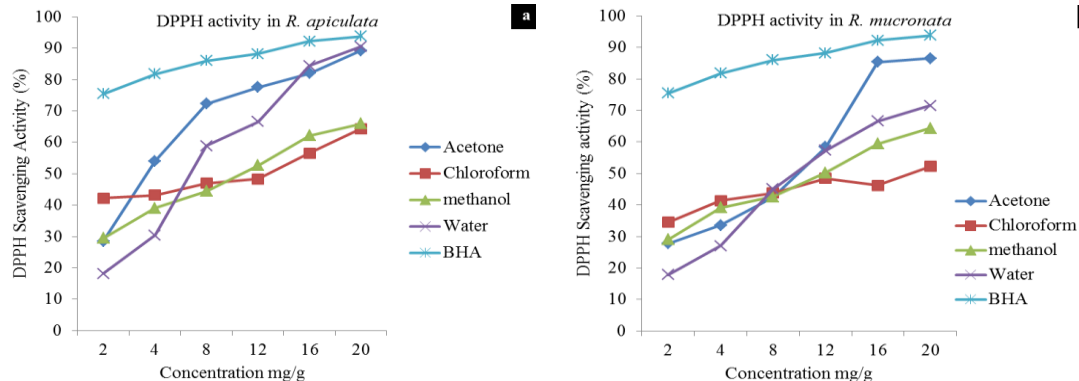 DPPH activity in R. apiculata
a
100
90
80
70
60
50
40
30
20
10
0
DPPH Scavenging Activity (%)
2 4 8 12 16 20
Concentration mg/g
Acetone
Chloroform
methanol
Water
BHA
DPPH activity in R. mucronata
100
90
80
70
60
50
40
30
20
10
0
DPPH Scavenging activity (%)
2 4 8 12 16 20
Concentration mg/g
Acetone
Chloroform
methanol
Water
BHA